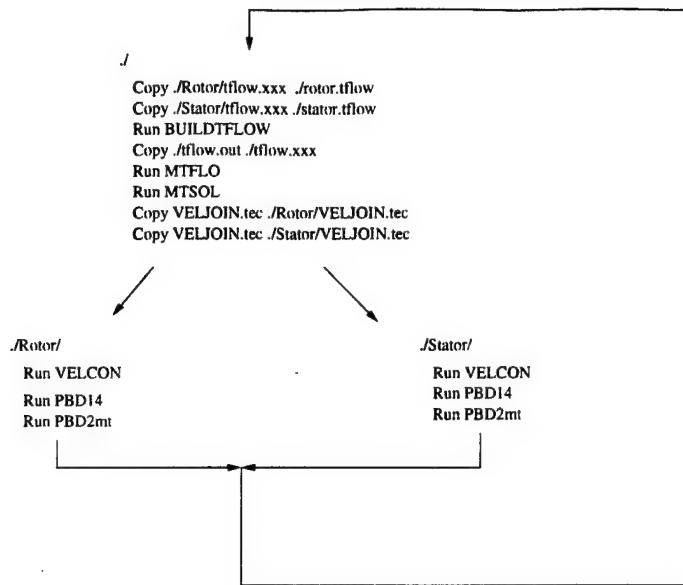 ./
Copy ./Rotor/tflow.xxx ./rotor.tflow
Copy ./Stator/tflow.xxx ./stator.tflow
Run BUILDTFLOW
Copy ./tflow.out ./tflow.xxx
Run MTFLO
Run MTSOL
Copy VELJOIN.tec ./Rotor/VELJOIN.tec
Copy VELJOIN.tec ./Stator/VELJOIN.tec
./Rotor/
Run VELCON
Run PBD14
Run PBD2mt
./Stator/
Run VELCON
Run PBD14
Run PBD2mt